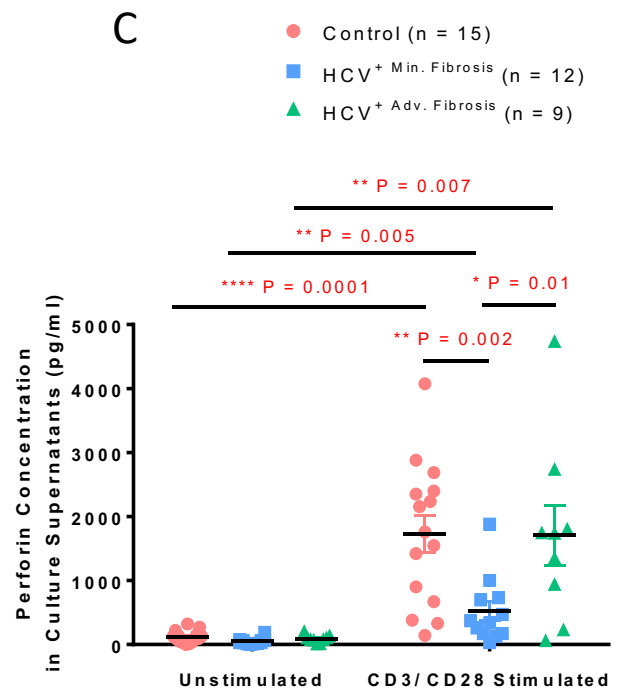 C
Control (n = 15)
HCV+ Min. Fibrosis (n = 12)
HCV+ Adv. Fibrosis (n = 9)
** P = 0.007
** P = 0.005
**** P = 0.0001
* P = 0.01
** P = 0.002
Perforin Concentration
in Culture Supernatants (pg/ml)
5000
4000
3000
2000
1000
0
Unstimulated
CD3/CD28 Stimulated